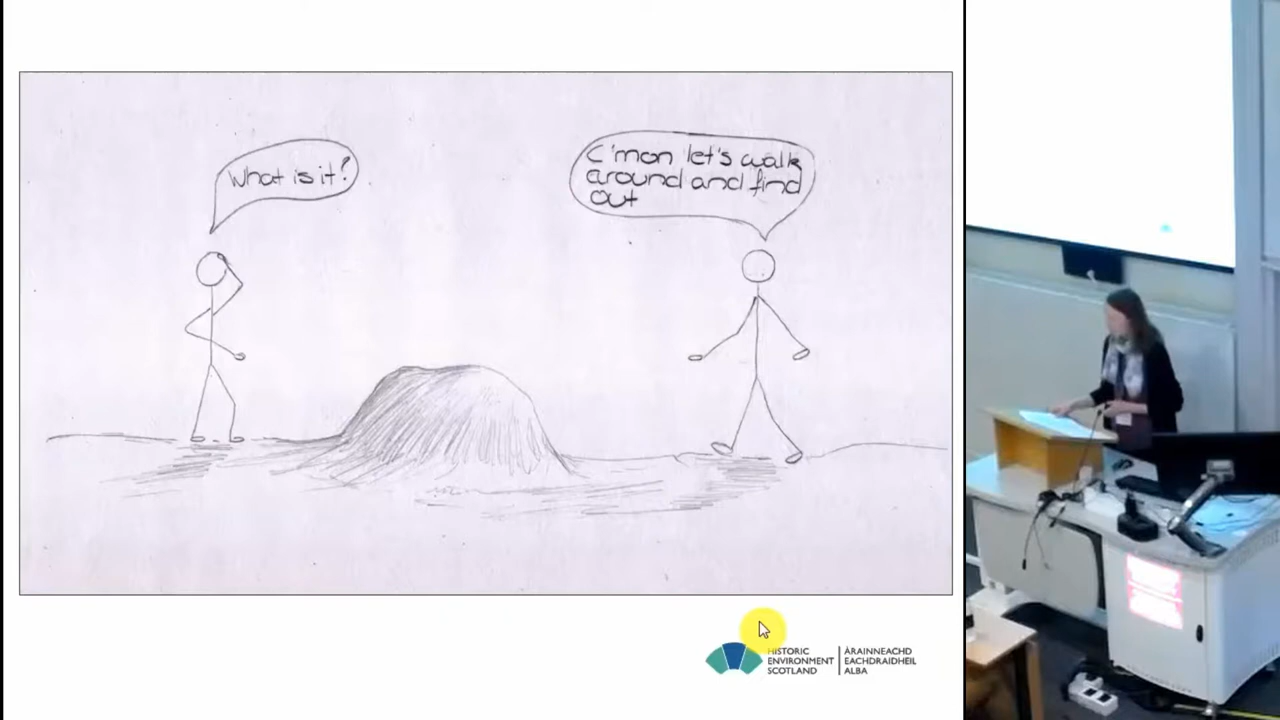 What is it?
C'mon let's walk
around and find
out
HISTORIC
ENVIRONMENT
SCOTLAND
ÀRAINNEACHD
EACHDRAIDHEIL
ALBA